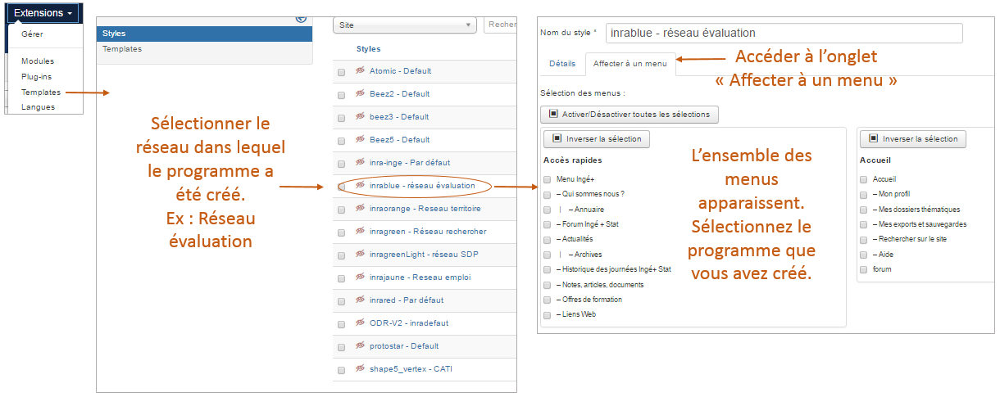 Extensions
Gérer
Modules
Plug-ins
Templates
Langues
Styles
Templates
Sélectionner le
réseau dans lequel
le programme a
été créé.
Ex : Réseau
évaluation
Site
Recher
Styles
Atomic - Default
Beez2 - Default
beez3 - Default
Beez5 - Default
inra-inge - Par défaut
inrablue - réseau évaluation
inraorange - Reseau territoire
inragreen - Réseau rechercher
inragreenLight - réseau SDP
inrajaune - Reseau emploi
inrared - Par défaut
ODR-V2 - inradefaut
protostar - Default
shape5_vertex - CATI
Nom du style *
inrablue - réseau évaluation
Détails
Affecter à un menu
Accéder à l’onglet
« Affecter à un menu »
Sélection des menus :
Activer/Désactiver toutes les sélections
Inverser la sélection
Accès rapides
Menu Ingé+
– Qui sommes nous ?
| – Annuaire
– Forum Ingé + Stat
– Actualités
| – Archives
– Historique des journées Ingé+ Stat
– Notes, articles, documents
– Offres de formation
– Liens Web
L’ensemble des
menus
apparaissent.
Sélectionnez le
programme que
vous avez créé.
Inverser la sélection
Accueil
Accueil
– Mon profil
– Mes dossiers thématiques
– Mes exports et sauvegardes
– Rechercher sur le site
– Aide
forum